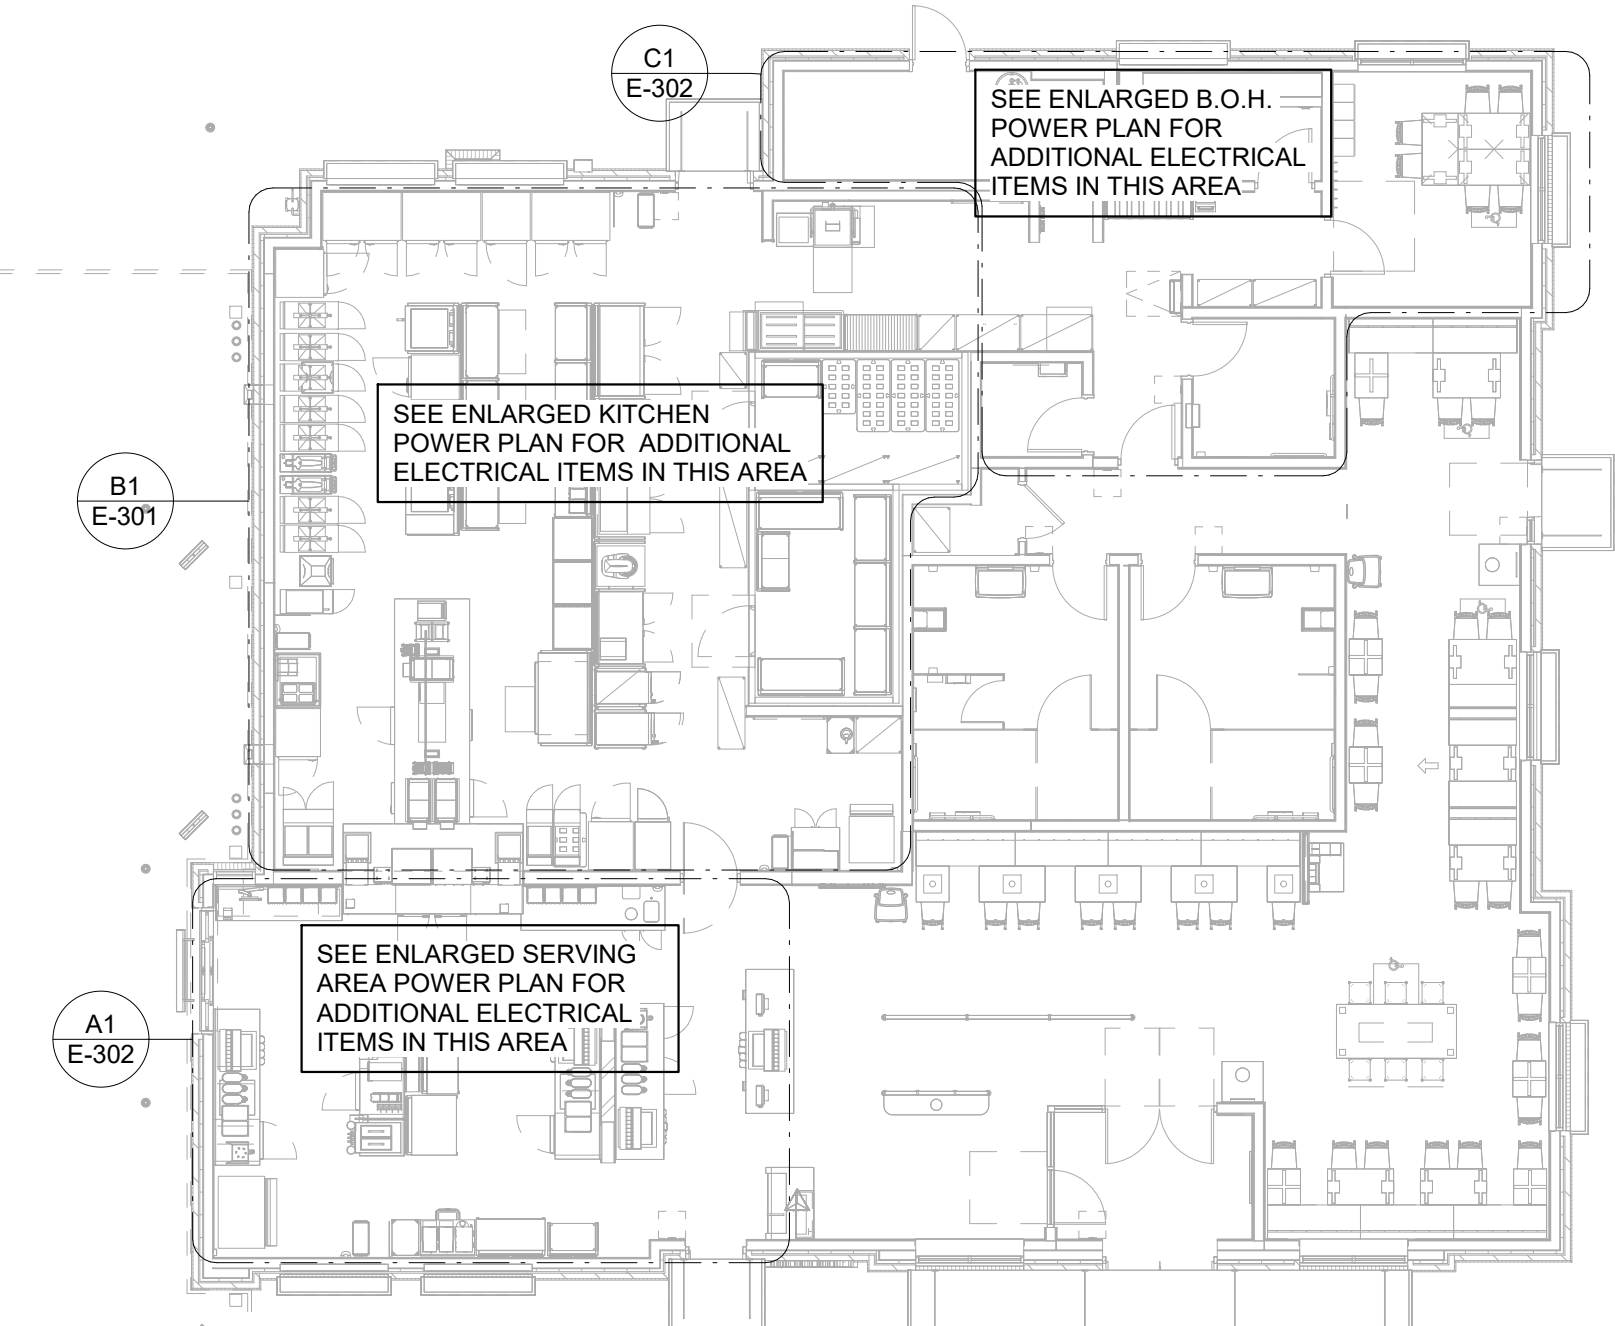 C1
E-302
SEE ENLARGED B.O.H.
POWER PLAN FOR
ADDITIONAL ELECTRICAL
ITEMS IN THIS AREA
SEE ENLARGED KITCHEN
POWER PLAN FOR  ADDITIONAL
ELECTRICAL ITEMS IN THIS AREA
B1
E-301
SEE ENLARGED SERVING
AREA POWER PLAN FOR
ADDITIONAL ELECTRICAL
ITEMS IN THIS AREA
A1
E-302